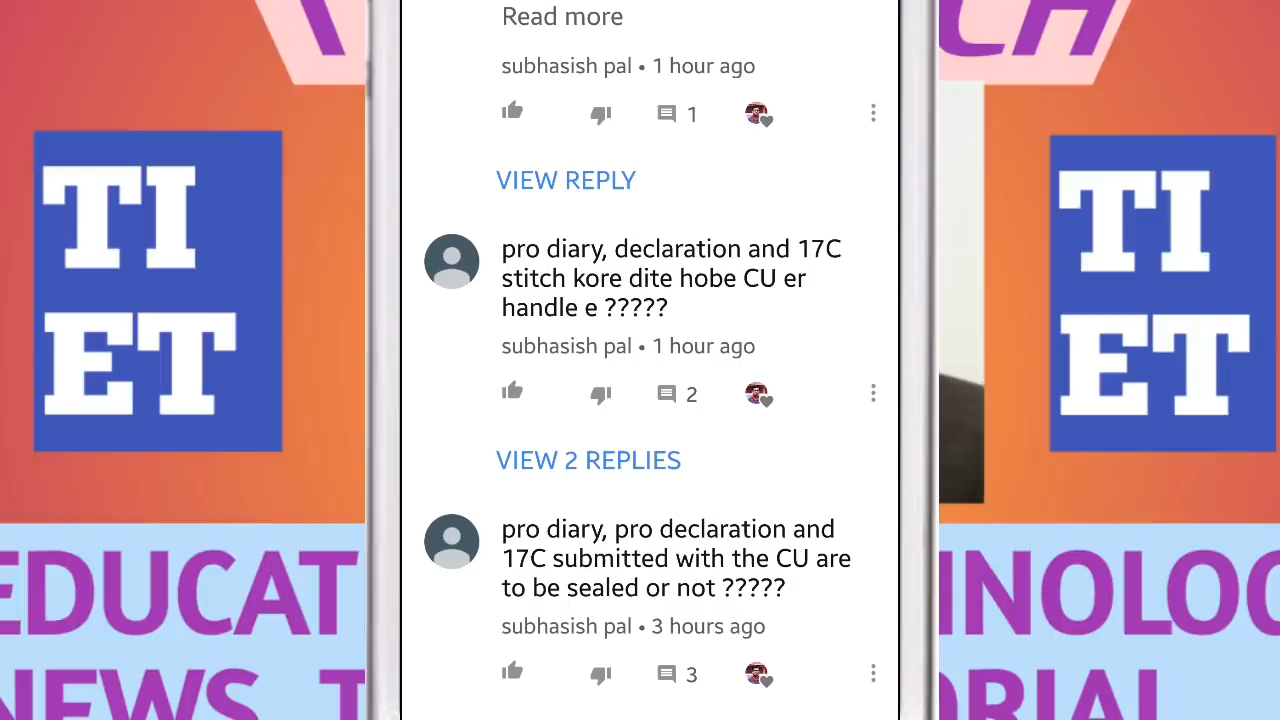 Read more
subhasish pal • 1 hour ago
1
VIEW REPLY
pro diary, declaration and 17C
stitch kore dite hobe CU er
handle e ?????
subhasish pal • 1 hour ago
2
VIEW 2 REPLIES
pro diary, pro declaration and
17C submitted with the CU are
to be sealed or not ?????
subhasish pal • 3 hours ago
3
TI
ET
TI
ET
CH
EDUCAT
NEWS, T